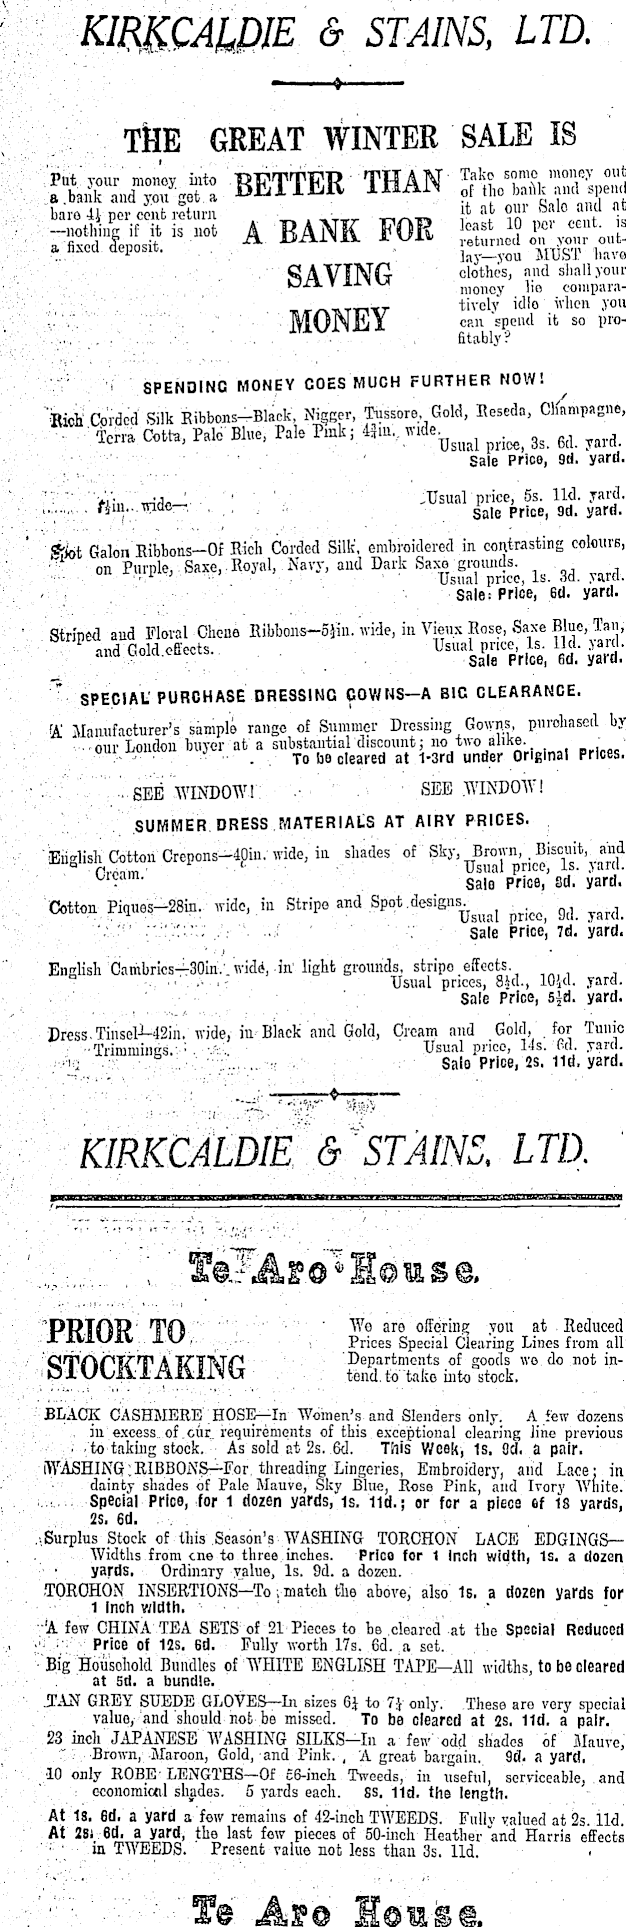 KIRKCALDIE & STAINS, LTD.
THE GREAT WINTER SALE IS
BETTER THAN
A BANK FOR
SAVING
MONEY
Put your money into
a bank and you get a
bare 4½ per cent return
—nothing if it is not
a fixed deposit.
Take some money out
of the bank and spend
it at our Sale and at
least 10 per cent. is
returned on your out-
lay—you MUST have
clothes, and shall your
money lie compara-
tively idle when you
can spend it so pro-
fitably?
SPENDING MONEY GOES MUCH FURTHER NOW!
Rich Corded Silk Ribbons—Black, Nigger, Tussore, Gold, Reseda, Champagne,
Terra Cotta, Pale Blue, Pale Pink; 4¾in. wide.
Usual price, 3s. 6d. yard.
Sale Price, 9d. yard.
in. wide—
Usual price, 5s. 11d. yard.
Sale Price, 9d. yard.
Spot Galon Ribbons—Of Rich Corded Silk, embroidered in contrasting colours,
on Purple, Saxe, Royal, Navy, and Dark Saxe grounds.
Usual price, 1s. 3d. yard.
Sale Price, 6d. yard.
Striped and Floral Chene Ribbons—5½in. wide, in Vieux Rose, Saxe Blue, Tan,
and Gold effects.
Usual price, 1s. 11d. yard.
Sale Price, 6d. yard.
SPECIAL PURCHASE DRESSING GOWNS—A BIG CLEARANCE.
A Manufacturer's sample range of Summer Dressing Gowns, purchased by
our London buyer at a substantial discount; no two alike.
To be cleared at 1-3rd under Original Prices.
SEE WINDOW! SEE WINDOW!
SUMMER DRESS MATERIALS AT AIRY PRICES.
English Cotton Crepons—40in. wide, in shades of Sky, Brown, Biscuit, and
Cream.
Usual price, 1s. yard.
Sale Price, 8d. yard.
Cotton Piques—28in. wide, in Stripe and Spot designs.
Usual price, 9d. yard.
Sale Price, 7d. yard.
English Cambrics—30in. wide, in light grounds, stripe effects.
Usual prices, 8½d., 10½d. yard.
Sale Price, 5½d. yard.
Dress Tinsel—42in. wide, in Black and Gold, Cream and Gold, for Tunic
Trimmings.
Usual price, 14s. 6d. yard.
Sale Price, 2s. 11d. yard.
KIRKCALDIE & STAINS, LTD.
Te Aro House.
PRIOR TO
STOCKTAKING
We are offering you at Reduced
Prices Special Clearing Lines from all
Departments of goods we do not in-
tend to take into stock.
BLACK CASHMERE HOSE—In Women's and Slenders only. A few dozens
in excess of our requirements of this exceptional clearing line previous
to taking stock. As sold at 2s. 6d. This Week, 1s. 9d. a pair.
WASHING RIBBONS—For threading Lingeries, Embroidery, and Lace; in
dainty shades of Pale Mauve, Sky Blue, Rose Pink, and Ivory White.
Special Price, for 1 dozen yards, 1s. 11d.; or for a piece of 18 yards,
2s. 6d.
Surplus Stock of this Season's WASHING TORCHON LACE EDGINGS—
Widths from one to three inches. Price for 1 inch width, 1s. a dozen
yards. Ordinary value, 1s. 9d. a dozen.
TORCHON INSERTIONS—To match the above, also 1s. a dozen yards for
1 inch width.
A few CHINA TEA SETS of 21 Pieces to be cleared at the Special Reduced
Price of 12s. 6d. Fully worth 17s. 6d. a set.
Big Household Bundles of WHITE ENGLISH TAPE—All widths, to be cleared
at 5d. a bundle.
TAN GREY SUEDE GLOVES—In sizes 6¼ to 7¼ only. These are very special
value, and should not be missed. To be cleared at 2s. 11d. a pair.
23 inch JAPANESE WASHING SILKS—In a few odd shades of Mauve,
Brown, Maroon, Gold, and Pink. A great bargain. 9d. a yard.
10 only ROBE LENGTHS—Of 56-inch Tweeds, in useful, serviceable, and
economical shades. 5 yards each. 8s. 11d. the length.
At 1s. 6d. a yard a few remains of 42-inch TWEEDS. Fully valued at 2s. 11d.
At 2s. 6d. a yard, the last few pieces of 50-inch Heather and Harris effects
in TWEEDS. Present value not less than 3s. 11d.
Te Aro House.